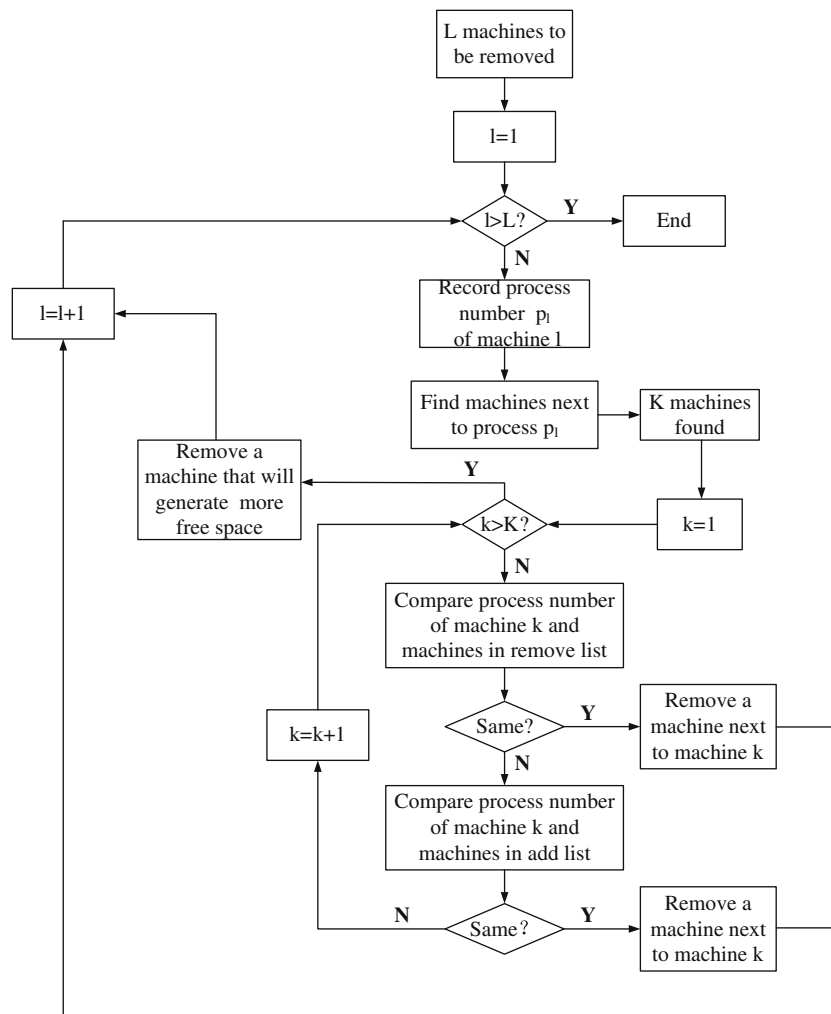 L machines to
be removed
l=1
l>L?
Y
End
N
Record process
number pl
of machine l
l=l+1
Find machines next
to process pl
K machines
found
Remove a
machine that will
generate more
free space
Y
k>K?
k=1
N
Compare process number
of machine k and
machines in remove list
k=k+1
Same?
Y
Remove a
machine next
to machine k
N
Compare process number
of machine k and
machines in add list
N
Same?
Y
Remove a
machine next
to machine k